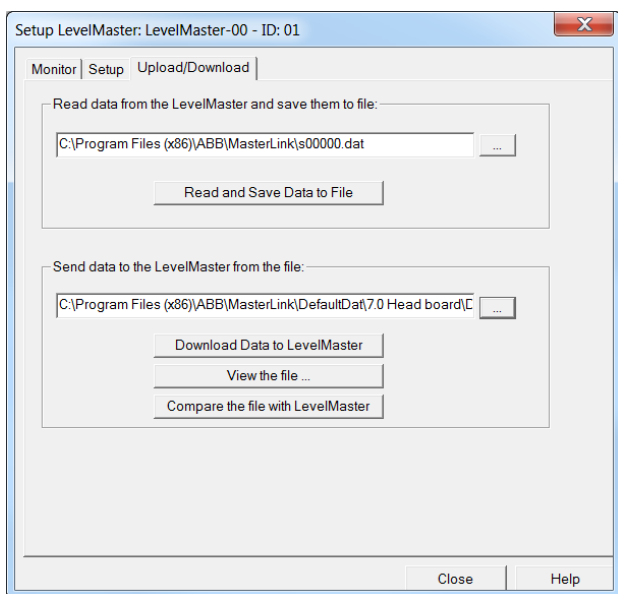 Setup LevelMaster: LevelMaster-00 - ID: 01
Monitor Setup Upload/Download
Read data from the LevelMaster and save them to file:
C:\Program Files (x86)\ABB\MasterLink\s00000.dat ...
Read and Save Data to File
Send data to the LevelMaster from the file:
C:\Program Files (x86)\ABB\MasterLink\DefaultDat\7.0 Head board\D ...
Download Data to LevelMaster
View the file ...
Compare the file with LevelMaster
Close Help